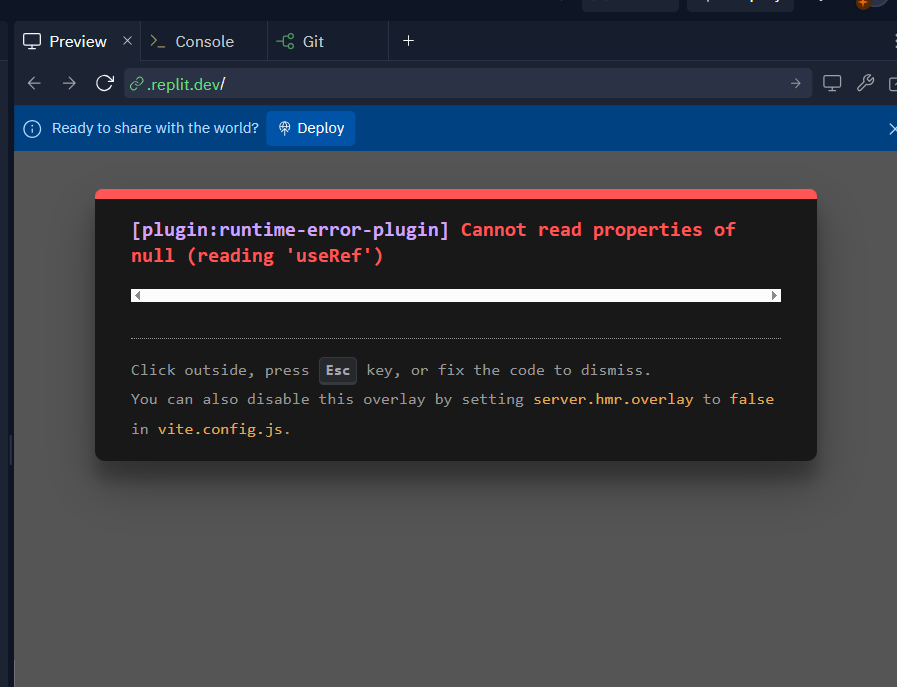 Preview
Console
Git
.replit.dev/
Ready to share with the world?
Deploy
[plugin:runtime-error-plugin] Cannot read properties of
null (reading 'useRef')
Click outside, press Esc key, or fix the code to dismiss.
You can also disable this overlay by setting server.hmr.overlay to false
in vite.config.js.